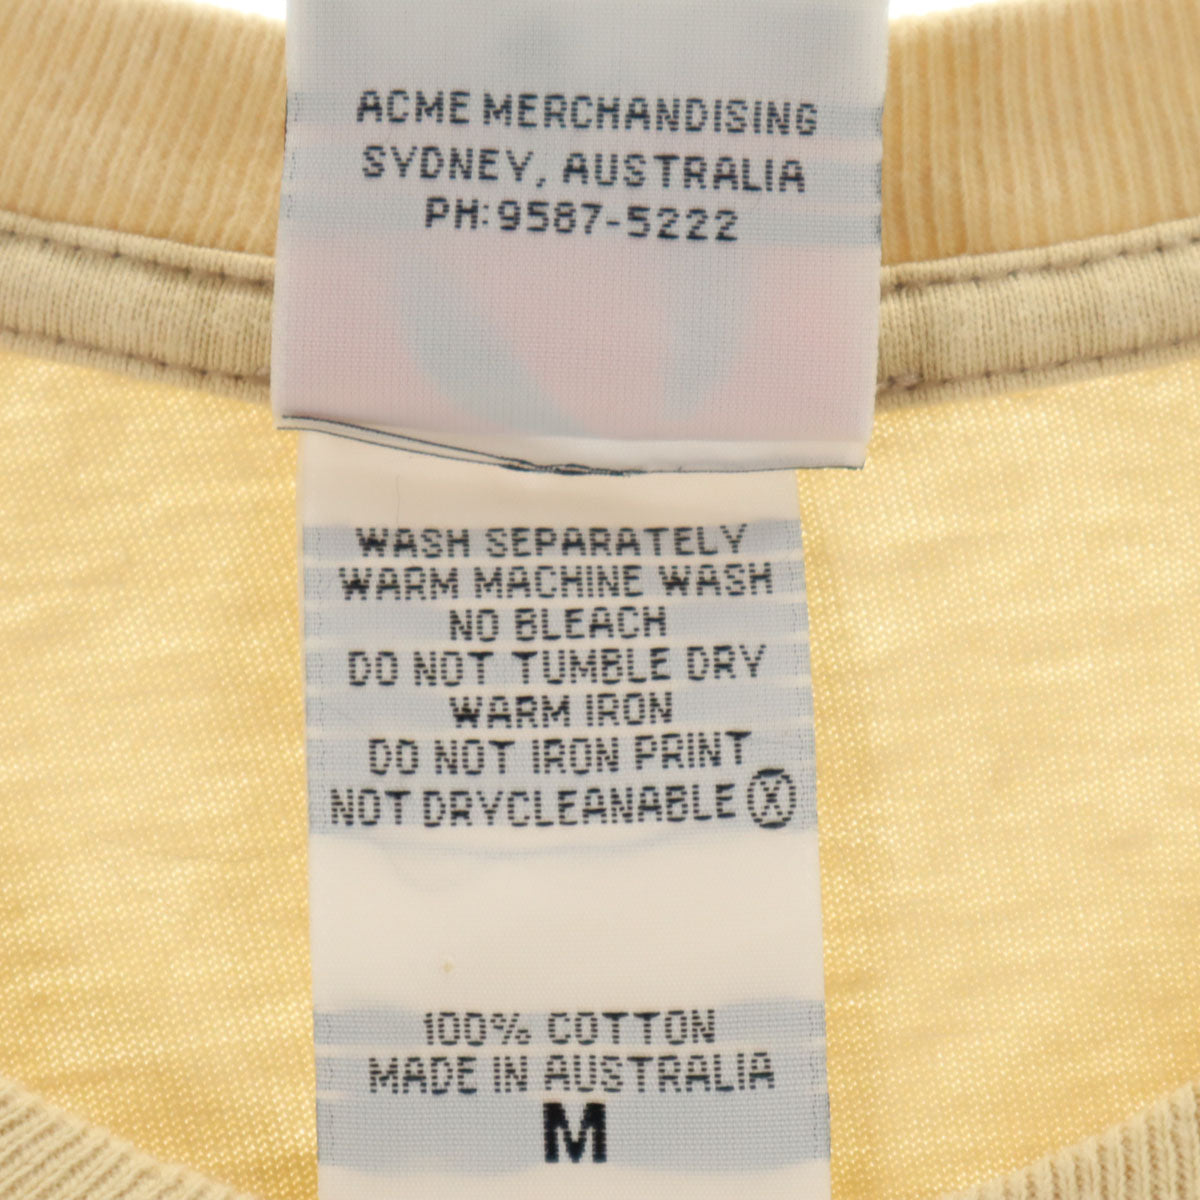 ACME MERCHANDISING
SYDNEY, AUSTRALIA
PH:9587-5222
WASH SEPARATELY
WARM MACHINE WASH
NO BLEACH
DO NOT TUMBLE DRY
WARM IRON
DO NOT IRON PRINT
NOT DRYCLEANABLE Ⓧ
100% COTTON
MADE IN AUSTRALIA
M